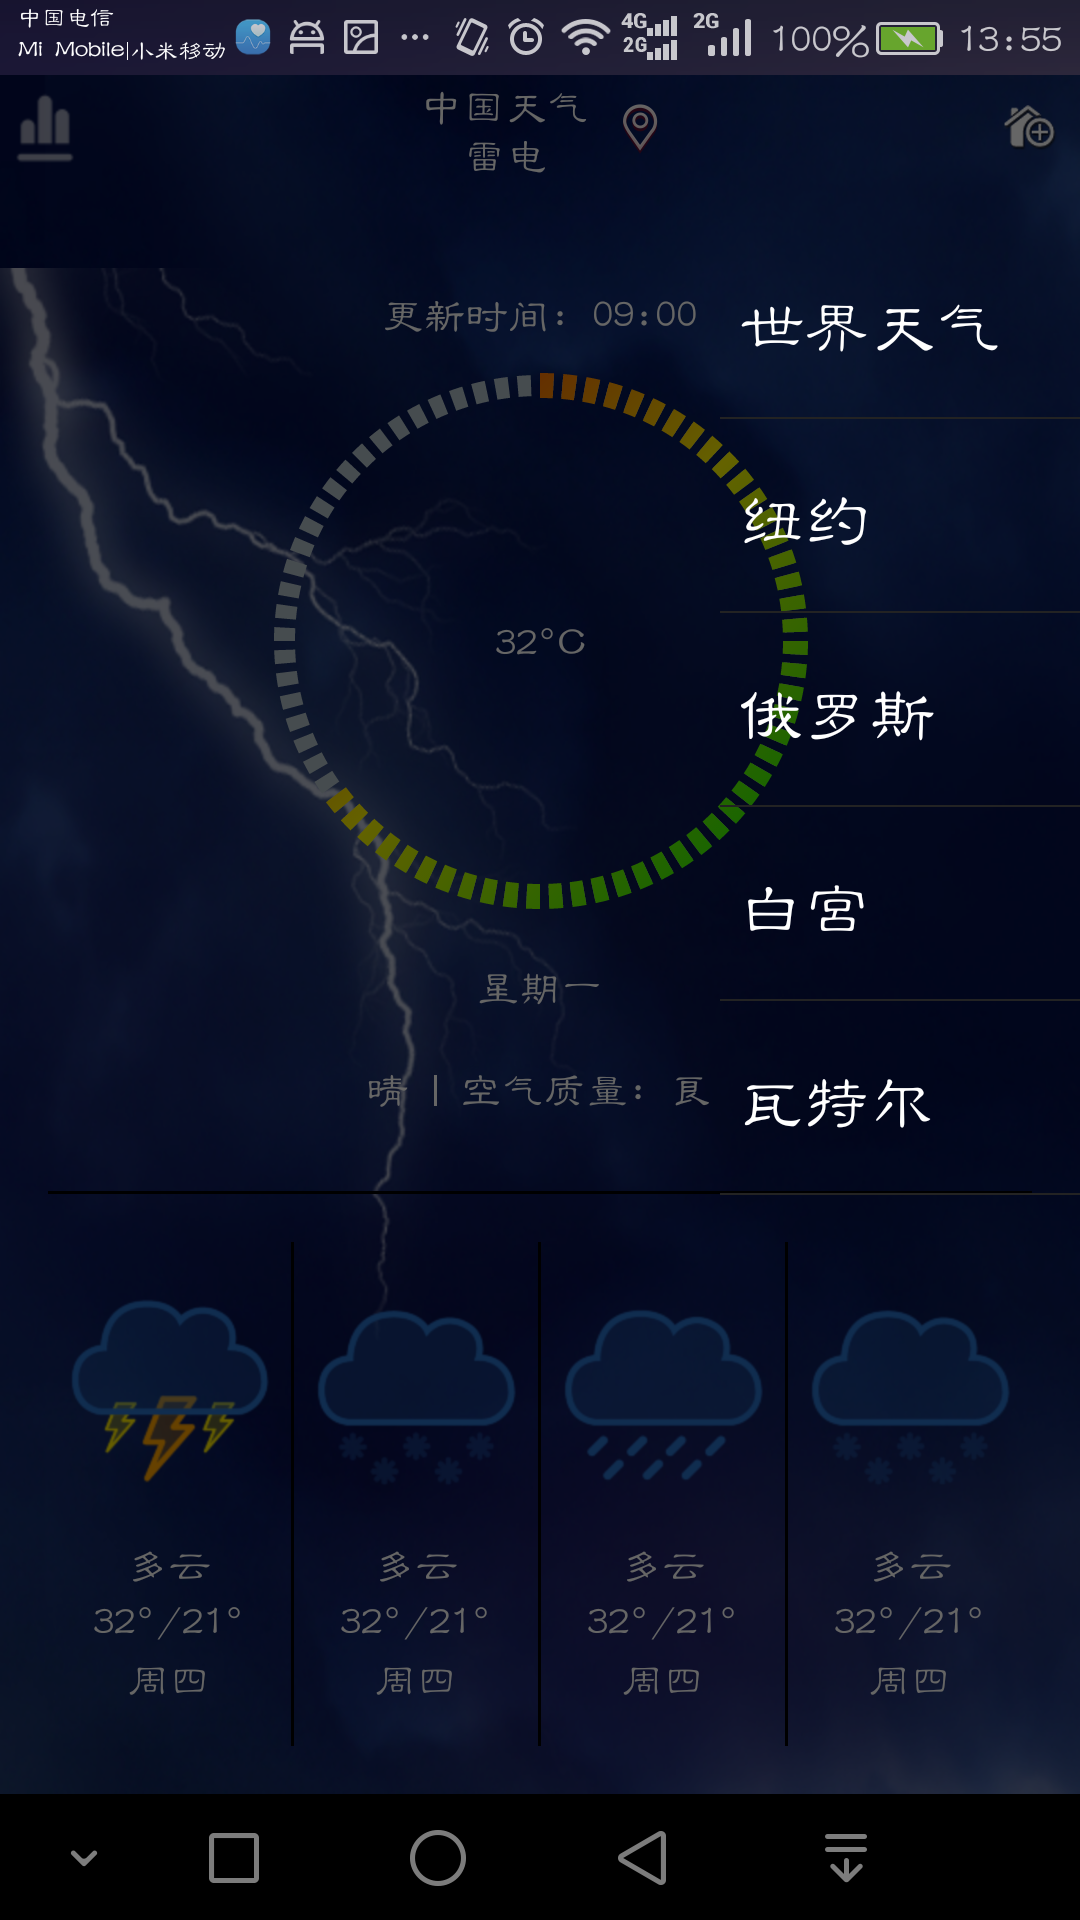 中国电信
Mi Mobile|小米移动
4G
2G
2G
100%
13:55
中国天气
雷电
更新时间：09:00
世界天气
纽约
32°C
俄罗斯
白宫
星期一
晴 | 空气质量：良
瓦特尔
多云
32°/21°
周四
多云
32°/21°
周四
多云
32°/21°
周四
多云
32°/21°
周四